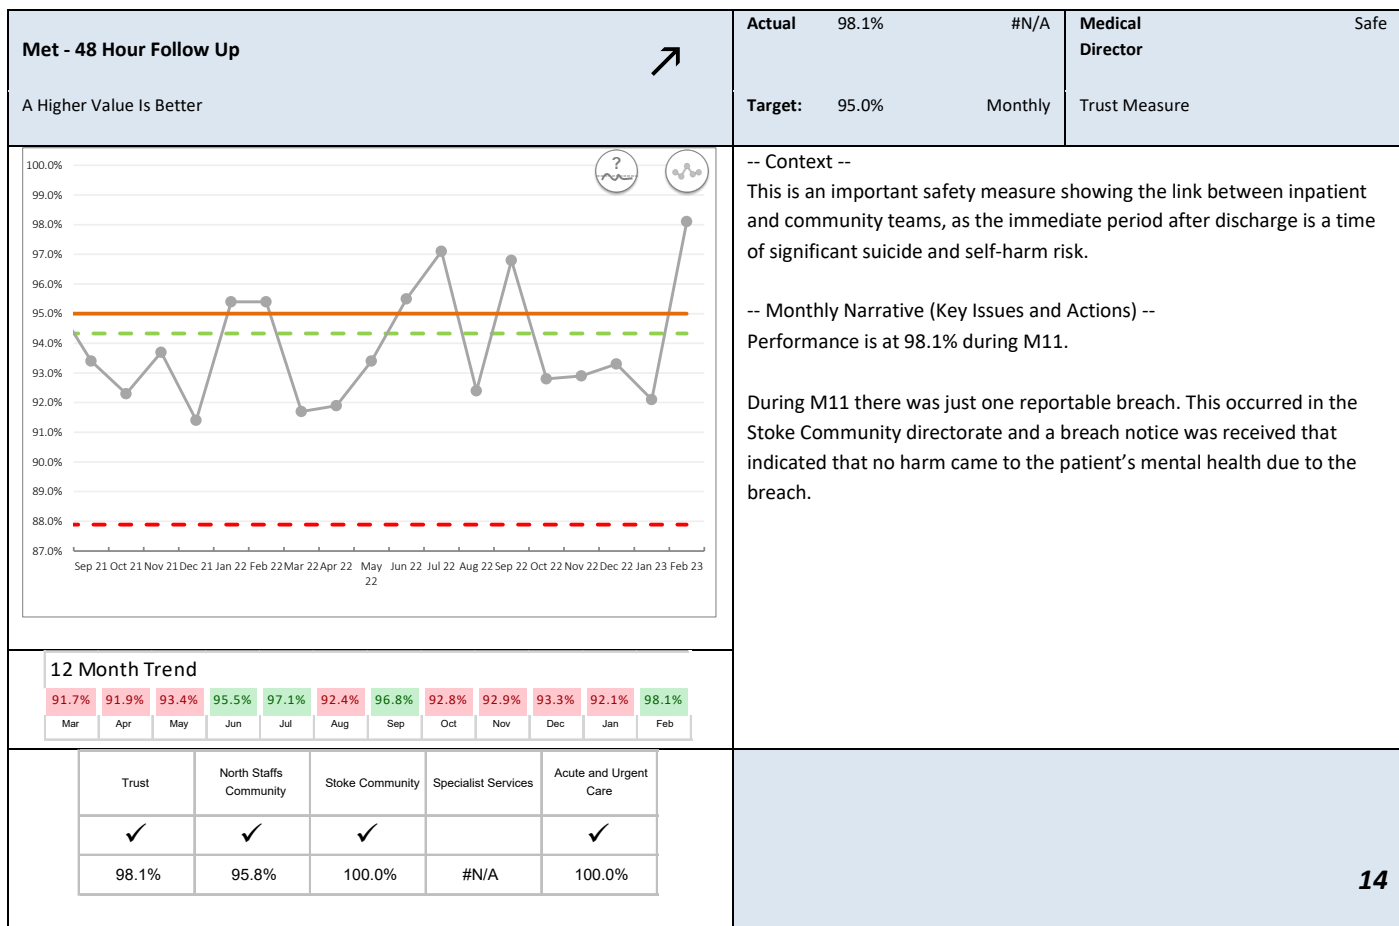 Met - 48 Hour Follow Up
A Higher Value Is Better
Actual 98.1% #N/A
Medical Safe
Director
Target: 95.0% Monthly Trust Measure
100.0%
99.0%
98.0%
97.0%
96.0%
95.0%
94.0%
93.0%
92.0%
91.0%
90.0%
89.0%
88.0%
87.0%
?
Sep 21 Oct 21 Nov 21 Dec 21 Jan 22 Feb 22 Mar 22 Apr 22 May 22 Jun 22 Jul 22 Aug 22 Sep 22 Oct 22 Nov 22 Dec 22 Jan 23 Feb 23
-- Context --
This is an important safety measure showing the link between inpatient
and community teams, as the immediate period after discharge is a time
of significant suicide and self-harm risk.
-- Monthly Narrative (Key Issues and Actions) --
Performance is at 98.1% during M11.
During M11 there was just one reportable breach. This occurred in the
Stoke Community directorate and a breach notice was received that
indicated that no harm came to the patient’s mental health due to the
breach.
12 Month Trend
91.7% 91.9% 93.4% 95.5% 97.1% 92.4% 96.8% 92.8% 92.9% 93.3% 92.1% 98.1%
Mar Apr May Jun Jul Aug Sep Oct Nov Dec Jan Feb
Trust North Staffs Community Stoke Community Specialist Services Acute and Urgent Care
✓ ✓ ✓ ✓
98.1% 95.8% 100.0% #N/A 100.0%
14